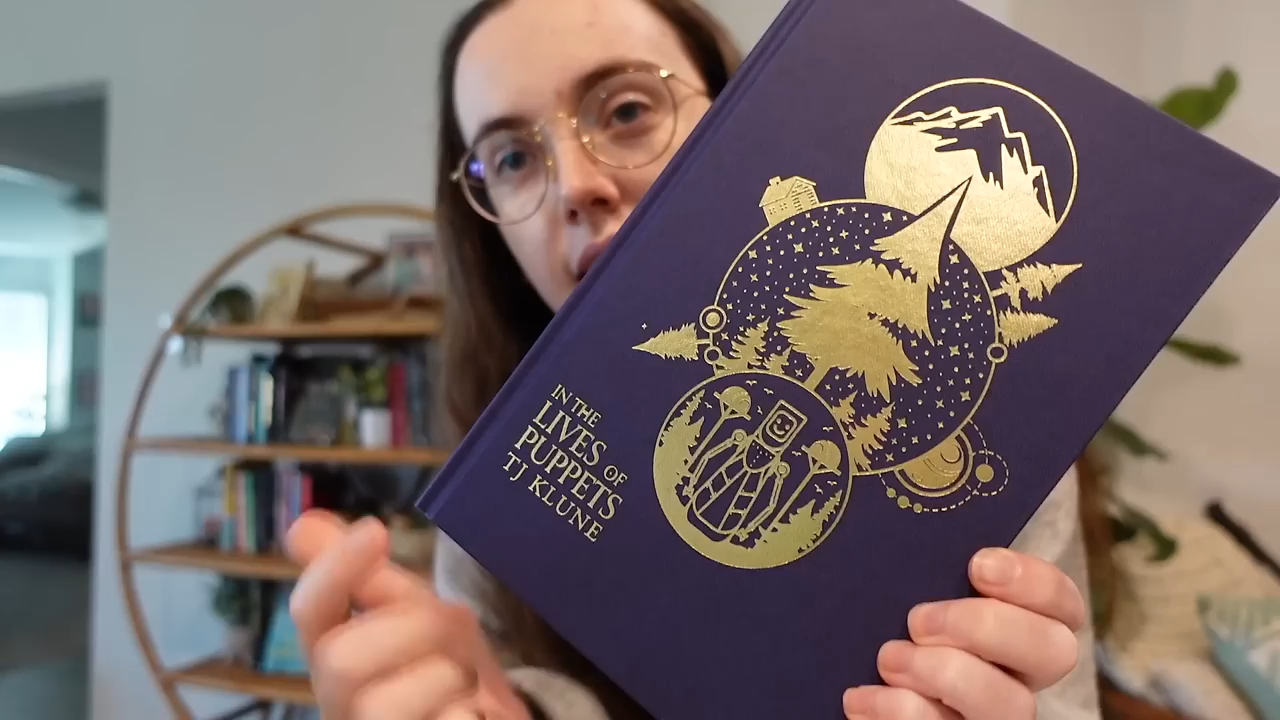 IN THE
LIVES OF
PUPPETS
TJ KLUNE